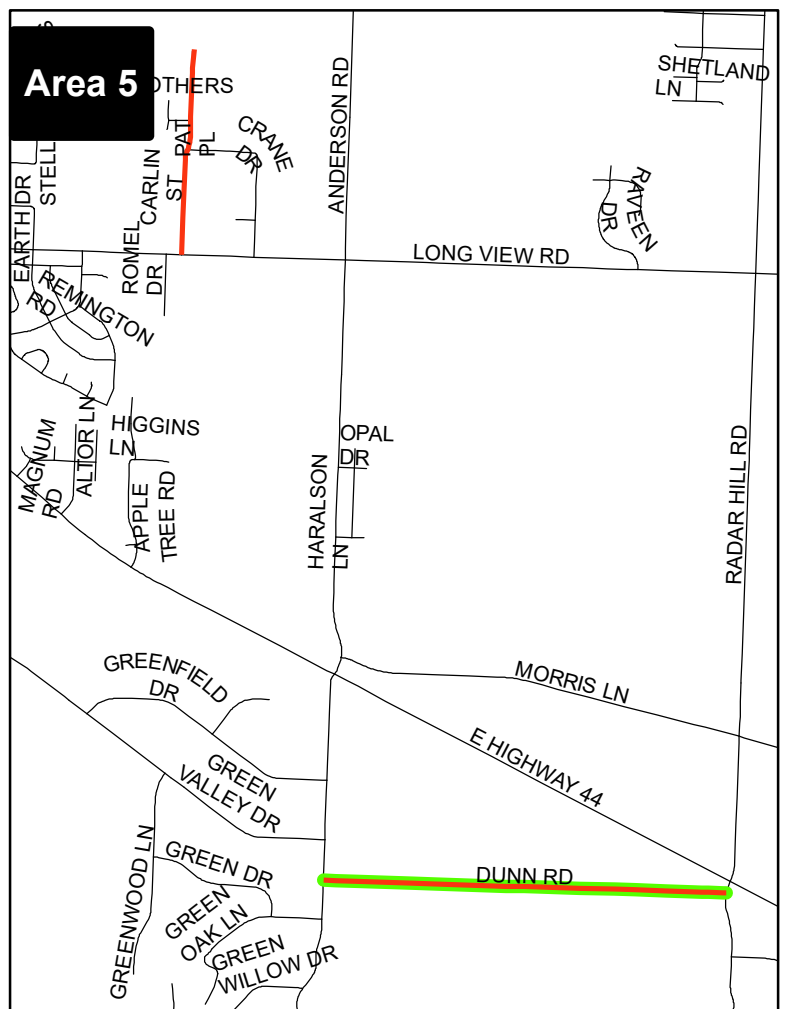 Area 5
OTHERS
SHETLAND
LN
STELL
EARTH DR
CARLIN
ST
PAT
PL
CRANE
DR
ANDERSON RD
RAVEEN
DR
ROMEL
DR
LONG VIEW RD
REMINGTON
RD
MAGNUM
RD
ALTOR LN
HIGGINS
LN
APPLE
TREE RD
OPAL
DR
HARALSON
LN
RADAR HILL RD
GREENFIELD
DR
MORRIS LN
E HIGHWAY 44
GREEN
VALLEY DR
DUNN RD
GREENWOOD LN
GREEN DR
GREEN
OAK LN
GREEN
WILLOW DR